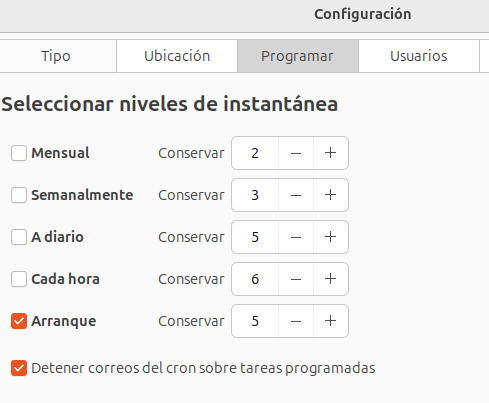 Configuración
Tipo Ubicación Programar Usuarios
Seleccionar niveles de instantánea
Mensual Conservar 2 — +
Semanalmente Conservar 3 — +
A diario Conservar 5 — +
Cada hora Conservar 6 — +
Arranque Conservar 5 — +
Detener correos del cron sobre tareas programadas